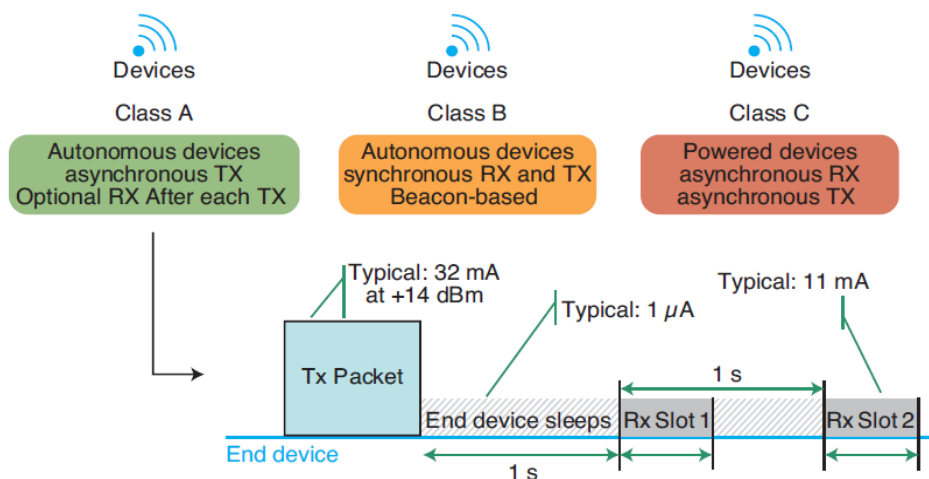 Devices
Devices
Devices
Class A
Class B
Class C
Autonomous devices
asynchronous TX
Optional RX After each TX
Autonomous devices
synchronous RX and TX
Beacon-based
Powered devices
asynchronous RX
asynchronous TX
Typical: 32 mA
at +14 dBm
Typical: 1 µA
Typical: 11 mA
Tx Packet
1 s
End device sleeps
Rx Slot 1
Rx Slot 2
End device
1 s